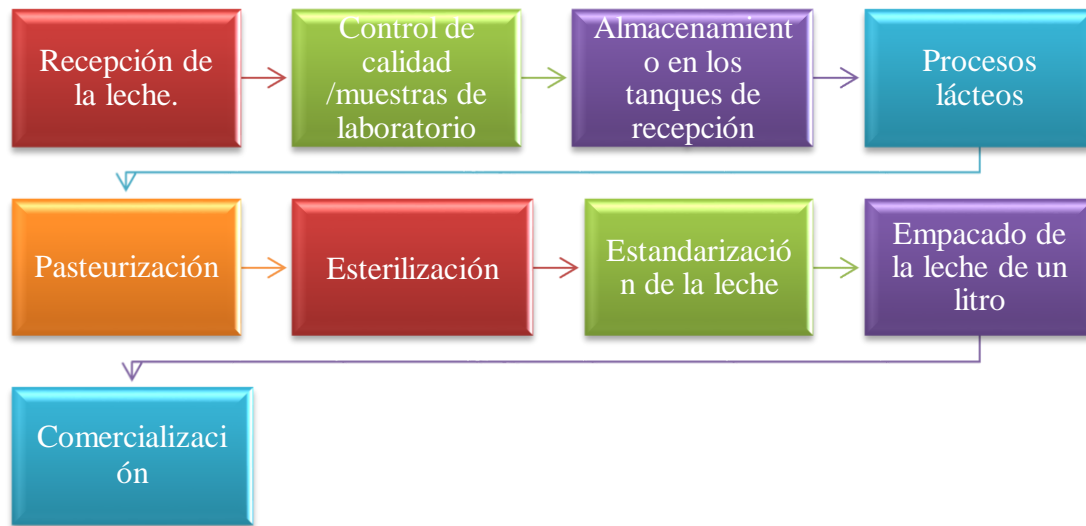 Recepción de
la leche.
Control de
calidad
/muestras de
laboratorio
Almacenamient
o en los
tanques de
recepción
Procesos
lácteos
Pasteurización
Esterilización
Estandarizació
n de la leche
Empacado de
la leche de un
litro
Comercializaci
ón